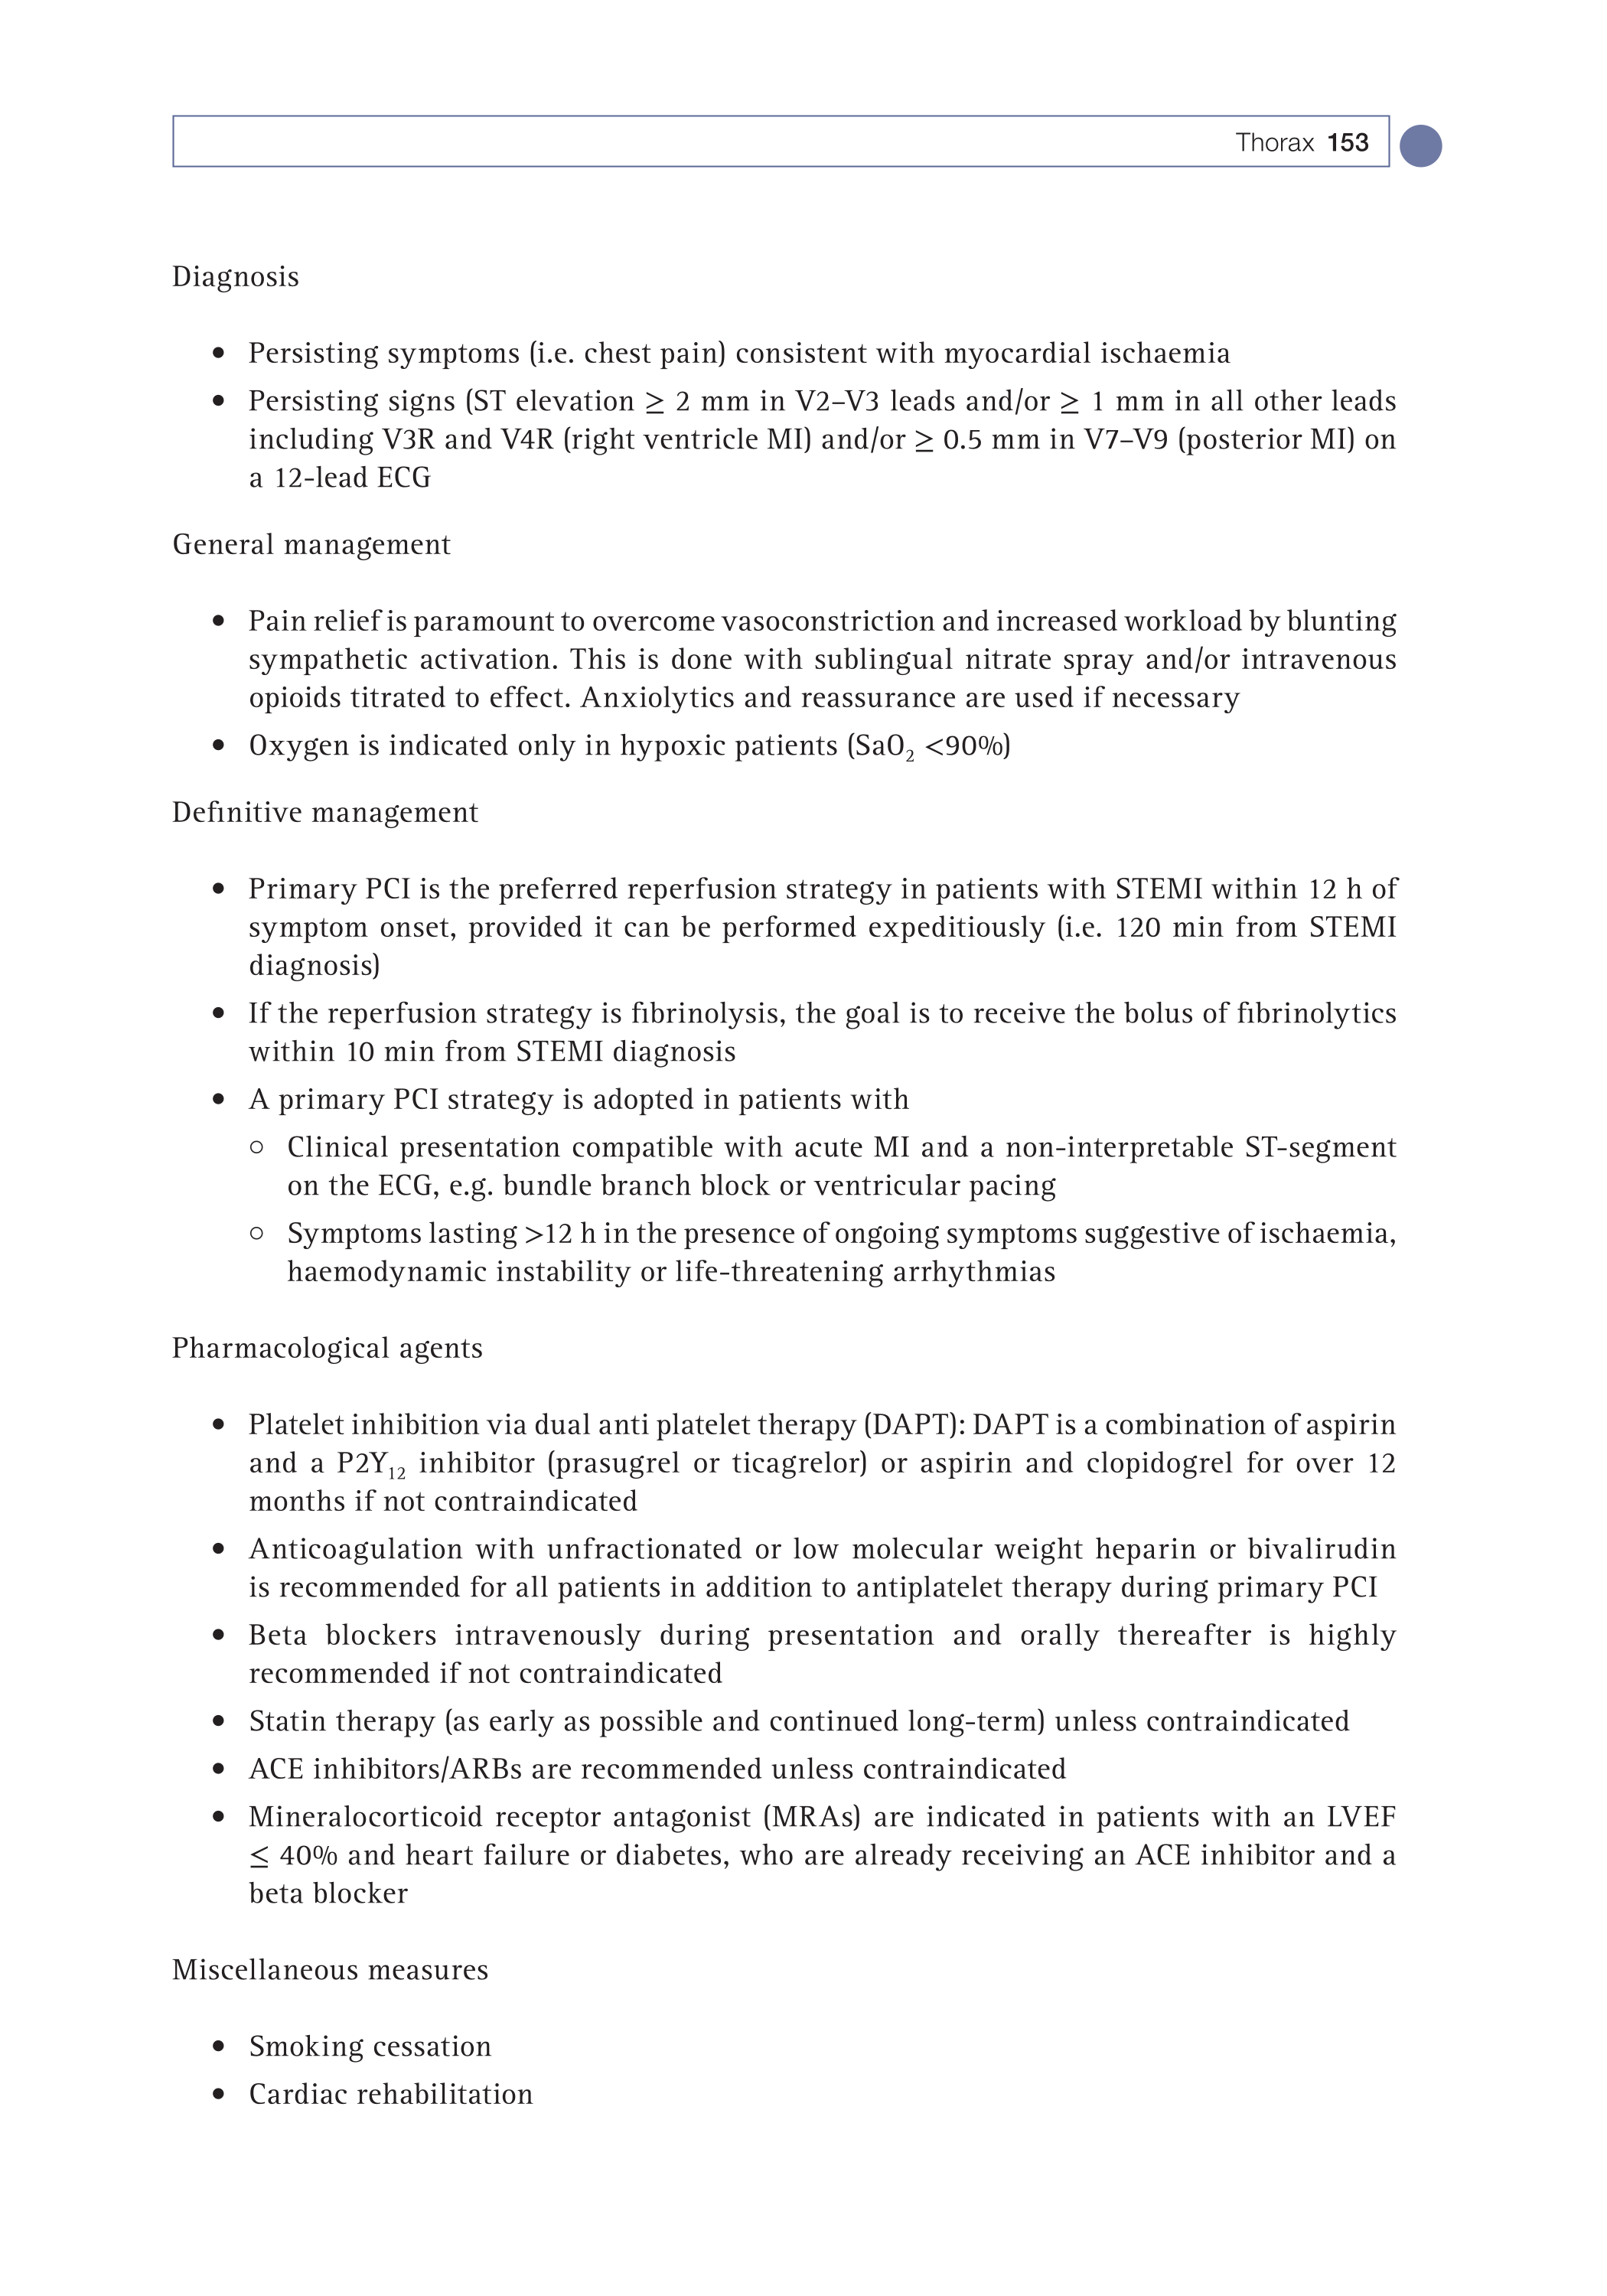 Thorax 153
Diagnosis
• Persisting symptoms (i.e. chest pain) consistent with myocardial ischaemia
• Persisting signs (ST elevation ≥ 2 mm in V2–V3 leads and/or ≥ 1 mm in all other leads
including V3R and V4R (right ventricle MI) and/or ≥ 0.5 mm in V7–V9 (posterior MI) on
a 12-lead ECG
General management
• Pain relief is paramount to overcome vasoconstriction and increased workload by blunting
sympathetic activation. This is done with sublingual nitrate spray and/or intravenous
opioids titrated to effect. Anxiolytics and reassurance are used if necessary
• Oxygen is indicated only in hypoxic patients (SaO₂ <90%)
Definitive management
• Primary PCI is the preferred reperfusion strategy in patients with STEMI within 12 h of
symptom onset, provided it can be performed expeditiously (i.e. 120 min from STEMI
diagnosis)
• If the reperfusion strategy is fibrinolysis, the goal is to receive the bolus of fibrinolytics
within 10 min from STEMI diagnosis
• A primary PCI strategy is adopted in patients with
○ Clinical presentation compatible with acute MI and a non-interpretable ST-segment
on the ECG, e.g. bundle branch block or ventricular pacing
○ Symptoms lasting >12 h in the presence of ongoing symptoms suggestive of ischaemia,
haemodynamic instability or life-threatening arrhythmias
Pharmacological agents
• Platelet inhibition via dual anti platelet therapy (DAPT): DAPT is a combination of aspirin
and a P2Y₁₂ inhibitor (prasugrel or ticagrelor) or aspirin and clopidogrel for over 12
months if not contraindicated
• Anticoagulation with unfractionated or low molecular weight heparin or bivalirudin
is recommended for all patients in addition to antiplatelet therapy during primary PCI
• Beta blockers intravenously during presentation and orally thereafter is highly
recommended if not contraindicated
• Statin therapy (as early as possible and continued long-term) unless contraindicated
• ACE inhibitors/ARBs are recommended unless contraindicated
• Mineralocorticoid receptor antagonist (MRAs) are indicated in patients with an LVEF
≤ 40% and heart failure or diabetes, who are already receiving an ACE inhibitor and a
beta blocker
Miscellaneous measures
• Smoking cessation
• Cardiac rehabilitation